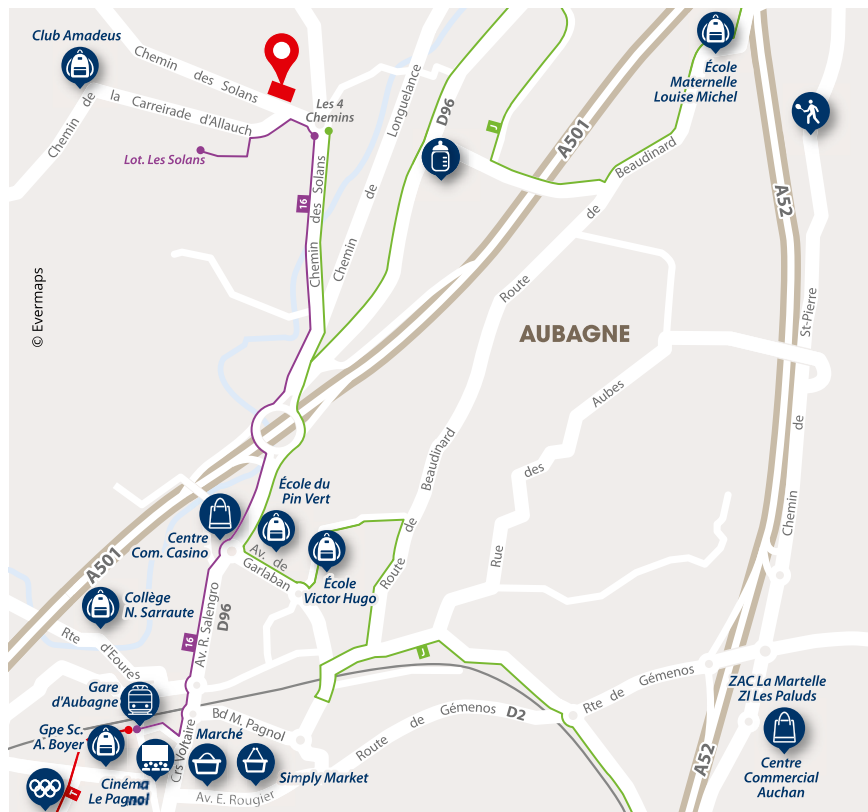 Club Amadeus
Chemin des Solans
Chemin de la Carreirade d'Allauch
Les 4
Chemins
Lot. Les Solans
16
Chemin des Solans
Chemin de Longuelance
D96
J
A501
École
Maternelle
Louise Michel
Route de Beaudinard
A52
Chemin de St-Pierre
© Evermaps
AUBAGNE
Rue des Aubes
Route de Beaudinard
École du
Pin Vert
Centre
Com. Casino
Av. de
Garlaban
École
Victor Hugo
A501
Collège
N. Sarraute
Rte d'Eoures
16
Av. R. Salengro
D96
J
Gare
d'Aubagne
Gpe Sc.
A. Boyer
Bd M. Pagnol
Crs Voltaire
Route de Gémenos D2
Rte de Gémenos
ZAC La Martelle
ZI Les Paluds
A52
Centre
Commercial
Auchan
T
Cinéma
Le Pagnol
Marché
Simply Market
Av. E. Rougier